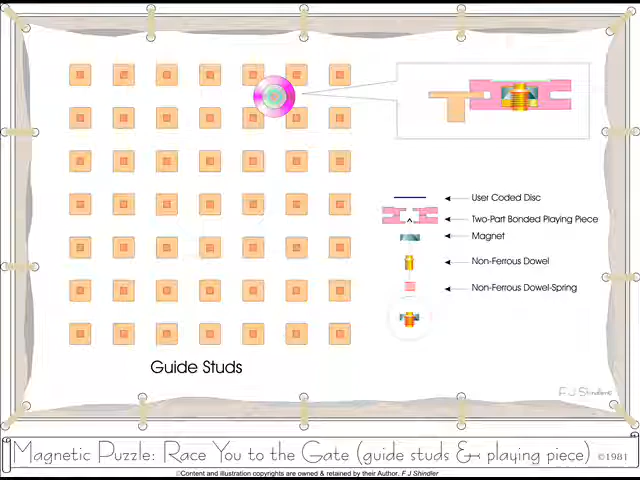 User Coded Disc
Two-Part Bonded Playing Piece
Magnet
Non-Ferrous Dowel
Non-Ferrous Dowel-Spring
Guide Studs
F J Shindler©
Magnetic Puzzle: Race You to the Gate (guide studs & playing piece) ©1981
©Content and illustration copyrights are owned & retained by their Author. F J Shindler